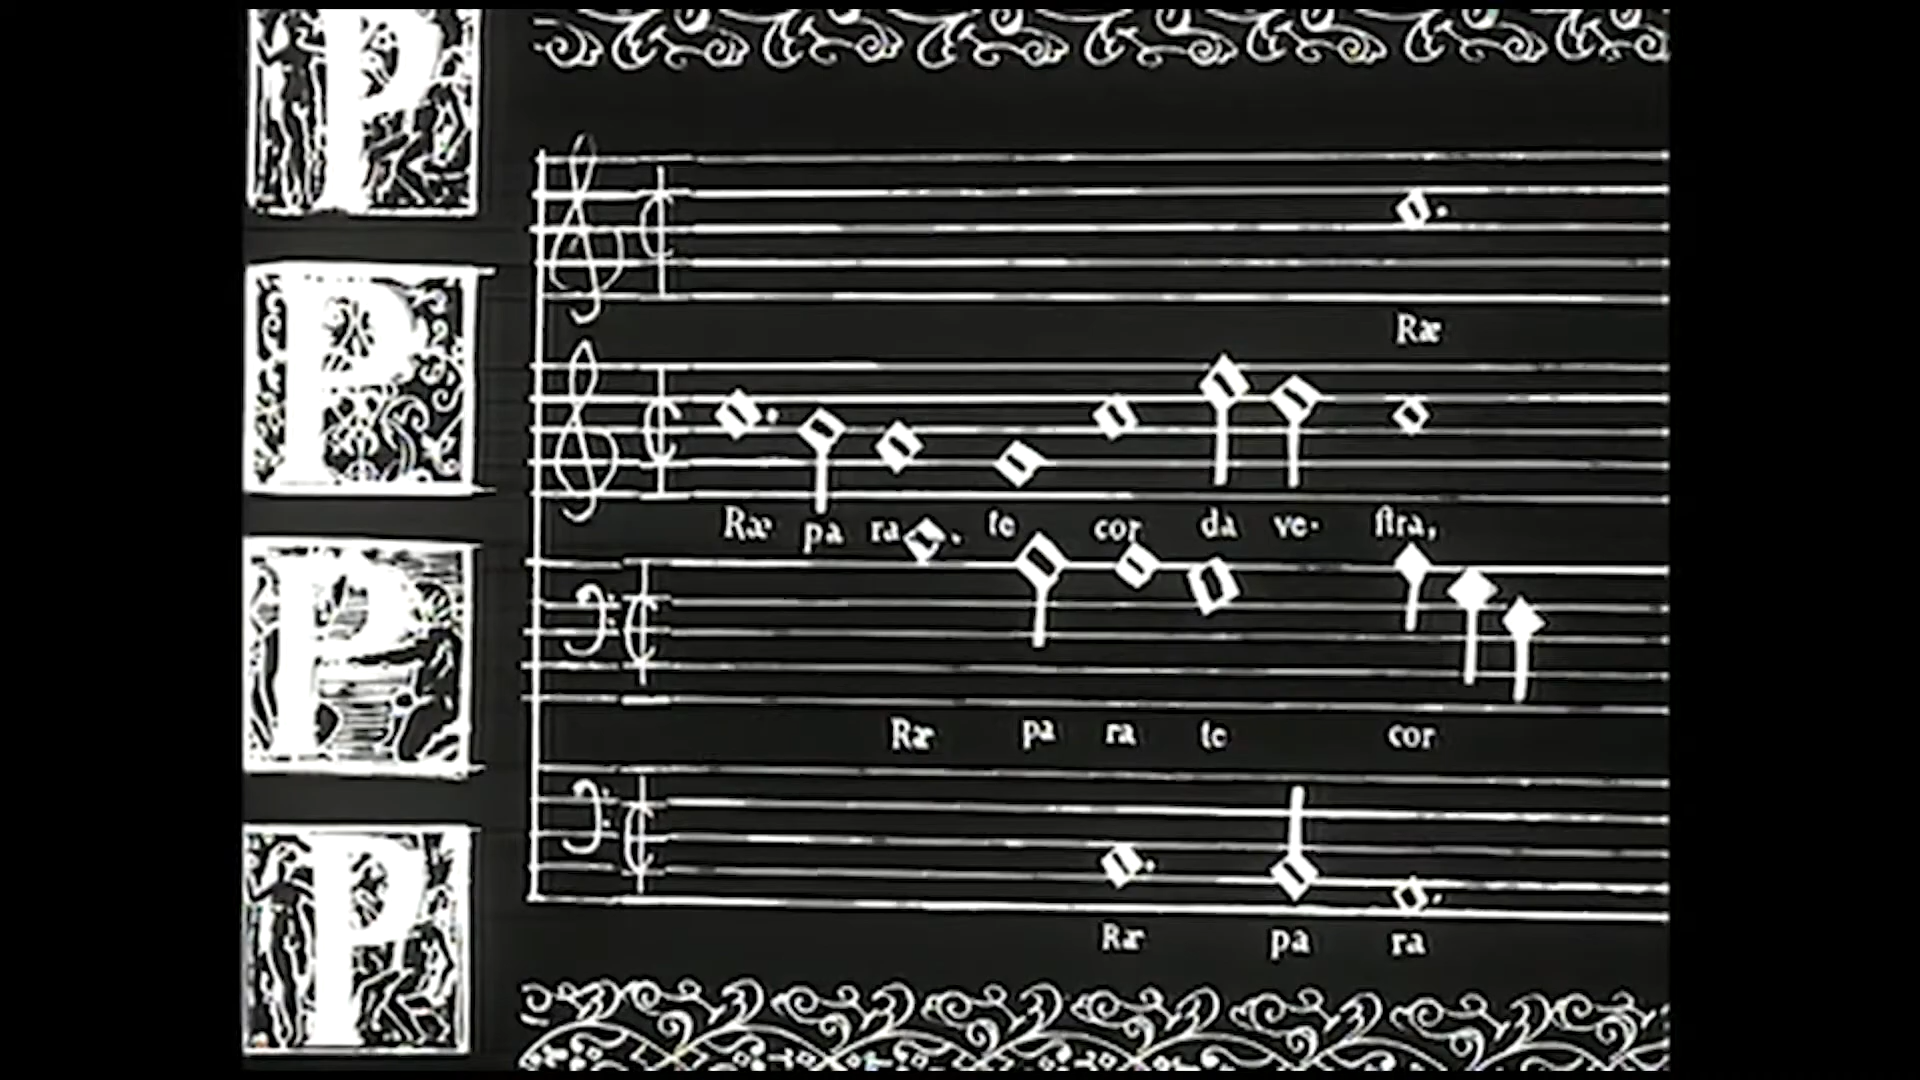 P
Ræ
P
Ræ pa ra te cor da ve- ſtra,
P
Ræ pa ra te cor
P
Ræ pa ra